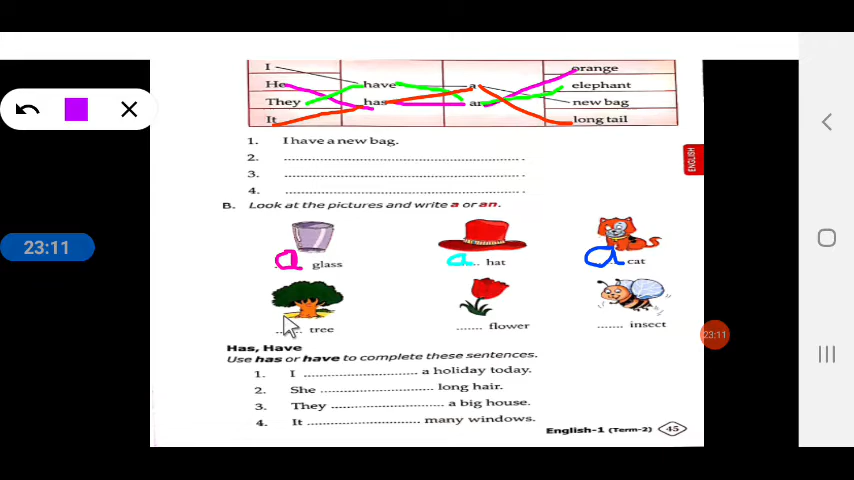 I orange
He have a elephant
They has an new bag
It long tail
1. I have a new bag.
2. ............................................................ .
3. ............................................................ .
4. ............................................................ .
ENGLISH
B. Look at the pictures and write a or an.
a glass a hat a cat
........ tree ....... flower ....... insect
Has, Have
Use has or have to complete these sentences.
1. I .............................. a holiday today.
2. She .............................. long hair.
3. They .............................. a big house.
4. It .............................. many windows.
English-1 (Term-2) 45
23:11
23:11